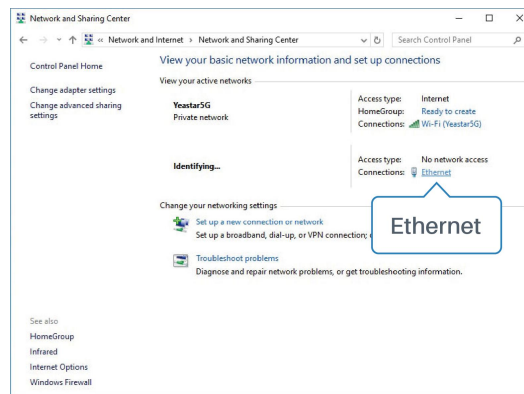 Network and Sharing Center
« Network and Internet › Network and Sharing Center
Search Control Panel
Control Panel Home
Change adapter settings
Change advanced sharing
settings
View your basic network information and set up connections
View your active networks
Yeastar5G
Private network
Access type: Internet
HomeGroup: Ready to create
Connections: Wi-Fi (Yeastar5G)
Identifying...
Access type: No network access
Connections: Ethernet
Change your networking settings
Set up a new connection or network
Set up a broadband, dial-up, or VPN connection;
Ethernet
Troubleshoot problems
Diagnose and repair network problems, or get troubleshooting information.
See also
HomeGroup
Infrared
Internet Options
Windows Firewall